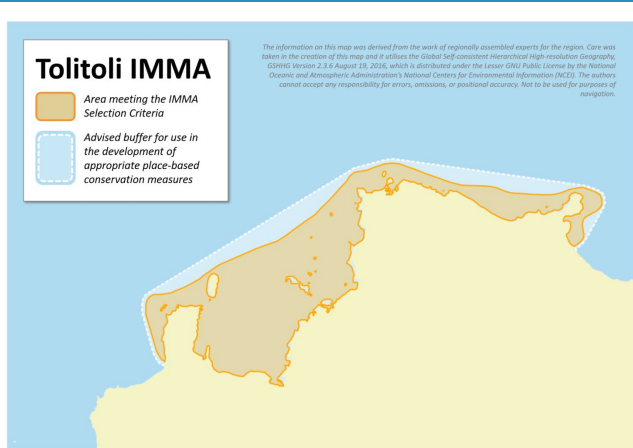 Tolitoli IMMA
Area meeting the IMMA
Selection Criteria
Advised buffer for use in
the development of
appropriate place-based
conservation measures
The information on this map was derived from the work of regionally assembled experts for the region. Care was
taken in the creation of this map and it utilises the Global Self-consistent Hierarchical High-resolution Geography,
GSHHG Version 2.3.6 August 19, 2016, which is distributed under the Lesser GNU Public License by the National
Oceanic and Atmospheric Administration's National Centers for Environmental Information (NCEI). The authors
cannot accept any responsibility for errors, omissions, or positional accuracy. Not to be used for purposes of
navigation.